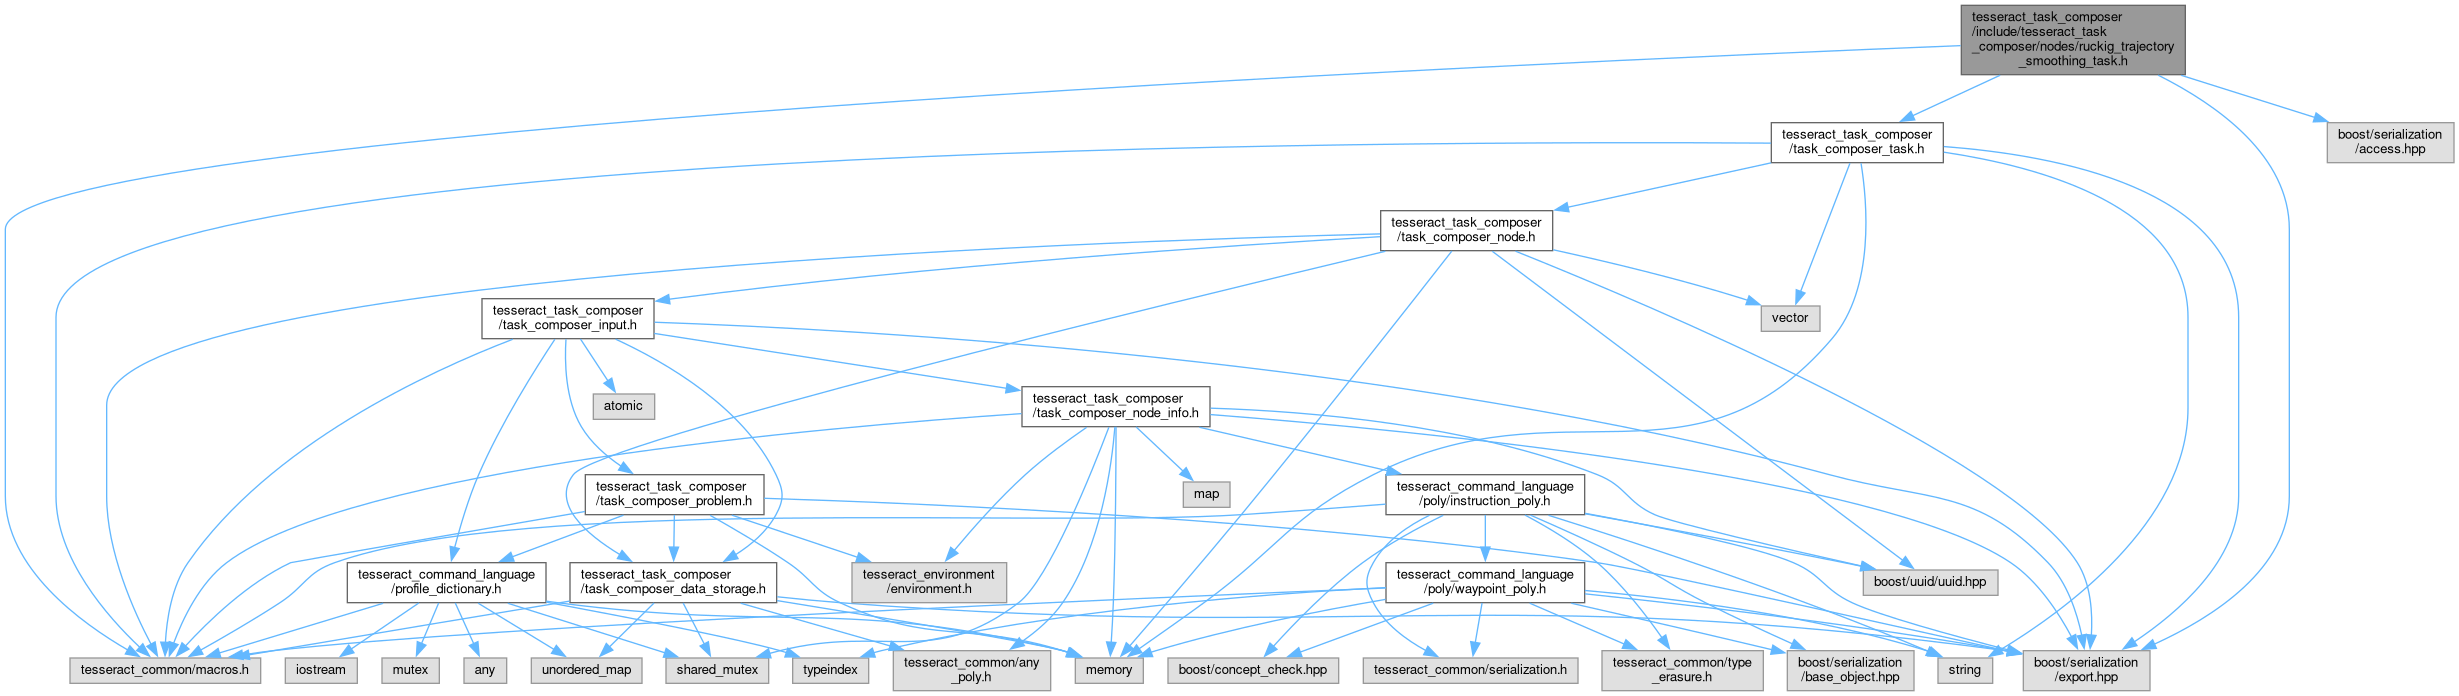 tesseract_task_composer
/include/tesseract_task
_composer/nodes/ruckig_trajectory
_smoothing_task.h
tesseract_task_composer
/task_composer_task.h
boost/serialization
/access.hpp
tesseract_task_composer
/task_composer_node.h
tesseract_task_composer
/task_composer_input.h
vector
atomic
tesseract_task_composer
/task_composer_node_info.h
tesseract_task_composer
/task_composer_problem.h
map
tesseract_command_language
/poly/instruction_poly.h
tesseract_command_language
/profile_dictionary.h
tesseract_task_composer
/task_composer_data_storage.h
tesseract_environment
/environment.h
tesseract_command_language
/poly/waypoint_poly.h
boost/uuid/uuid.hpp
tesseract_common/macros.h
iostream
mutex
any
unordered_map
shared_mutex
typeindex
tesseract_common/any
_poly.h
memory
boost/concept_check.hpp
tesseract_common/serialization.h
tesseract_common/type
_erasure.h
boost/serialization
/base_object.hpp
string
boost/serialization
/export.hpp